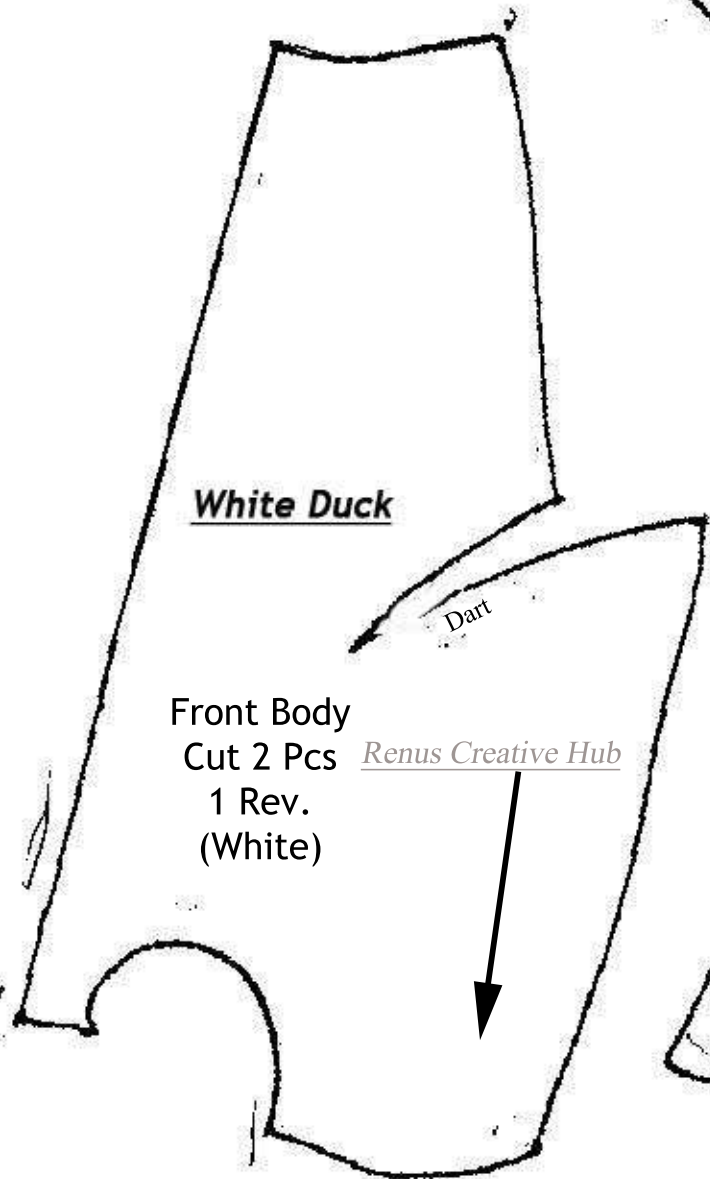 White Duck
Dart
Front Body
Cut 2 Pcs
1 Rev.
(White)
Renus Creative Hub